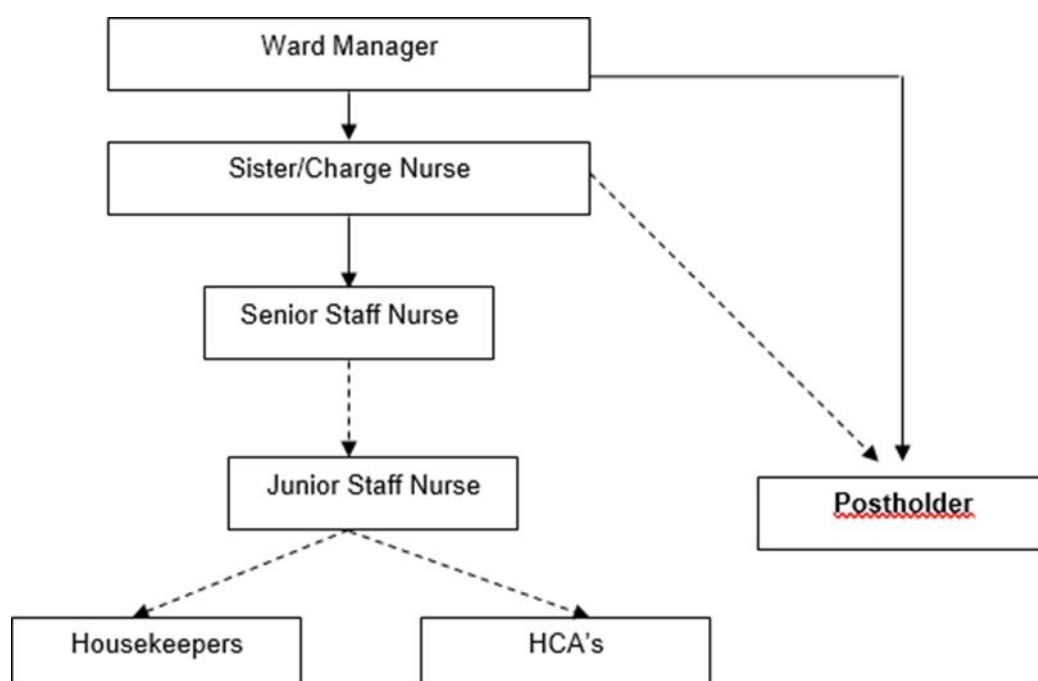 Ward Manager
Sister/Charge Nurse
Senior Staff Nurse
Junior Staff Nurse
Postholder
Housekeepers
HCA's